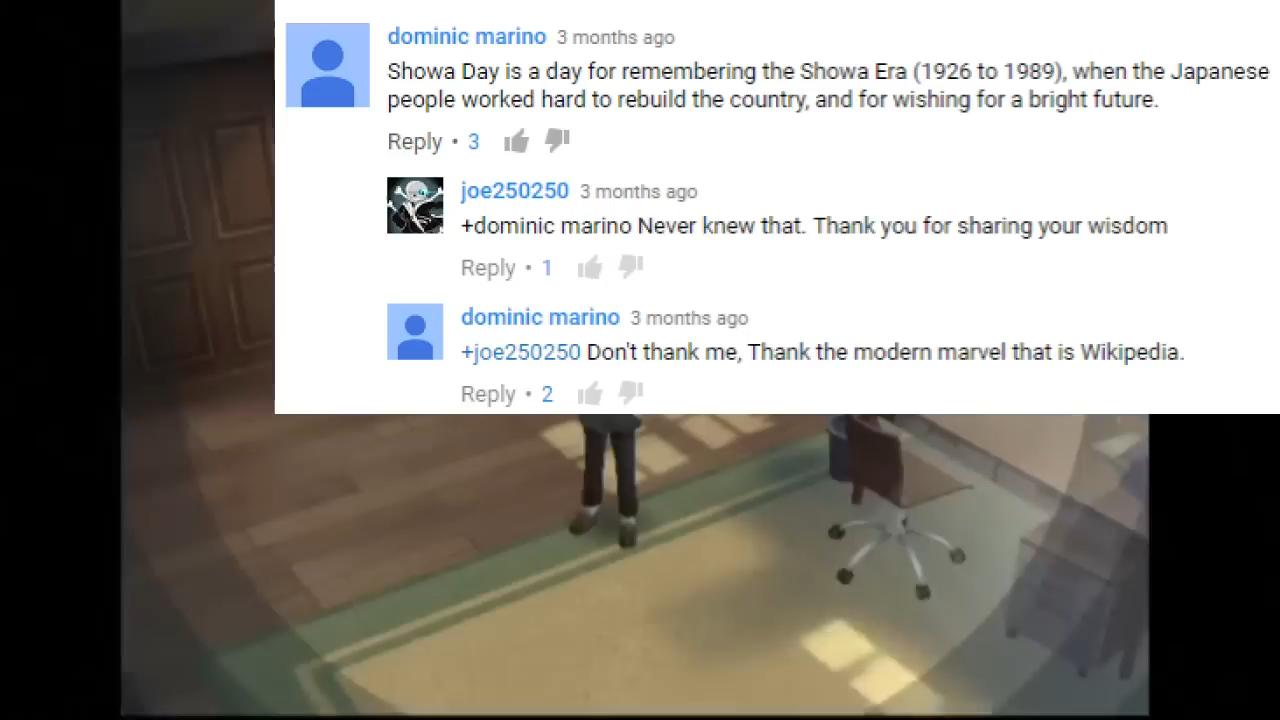 dominic marino 3 months ago
Showa Day is a day for remembering the Showa Era (1926 to 1989), when the Japanese
people worked hard to rebuild the country, and for wishing for a bright future.
Reply • 3
joe250250 3 months ago
+dominic marino Never knew that. Thank you for sharing your wisdom
Reply • 1
dominic marino 3 months ago
+joe250250 Don't thank me, Thank the modern marvel that is Wikipedia.
Reply • 2